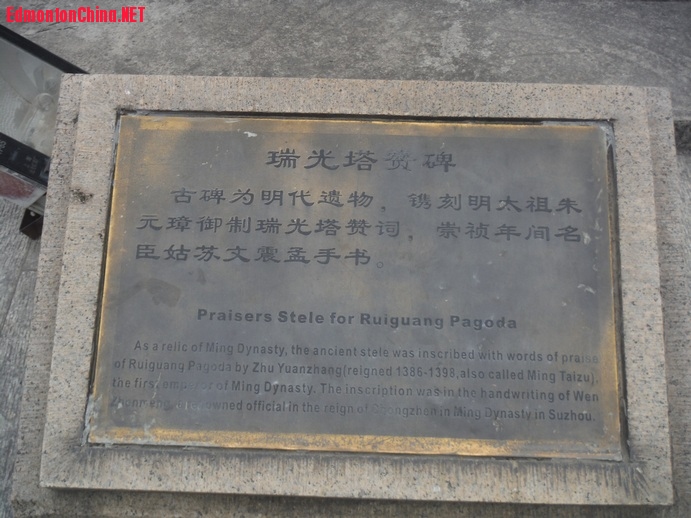 EdmontonChina.NET
瑞光塔赞碑
古碑为明代遗物，镌刻明太祖朱
元璋御制瑞光塔赞词，崇祯年间名
臣姑苏文震孟手书。
Praisers Stele for Ruiguang Pagoda
As a relic of Ming Dynasty, the ancient stele was inscribed with words of praise
of Ruiguang Pagoda by Zhu Yuanzhang(reigned 1386-1398,also called Ming Taizu),
the first emperor of Ming Dynasty. The inscription was in the handwriting of Wen
Zhenmeng, a renowned official in the reign of Chongzhen in Ming Dynasty in Suzhou.